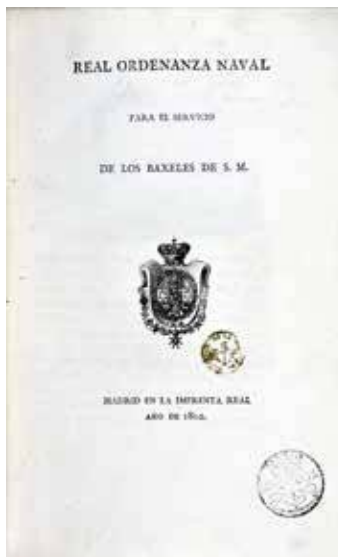 REAL ORDENANZA NAVAL
PARA EL SERVICIO
DE LOS BAXELES DE S. M.
MADRID EN LA IMPRENTA REAL
AÑO DE 1802.